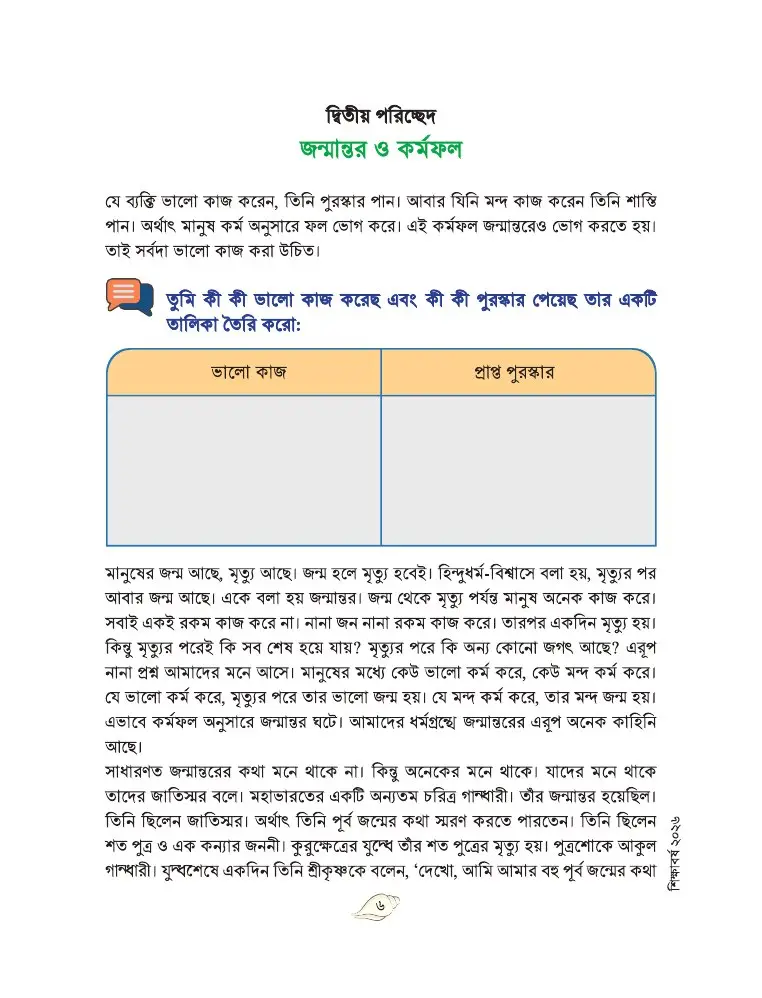 দ্বিতীয় পরিচ্ছেদ
জন্মান্তর ও কর্মফল
যে ব্যক্তি ভালো কাজ করেন, তিনি পুরস্কার পান। আবার যিনি মন্দ কাজ করেন তিনি শাস্তি
পান। অর্থাৎ মানুষ কর্ম অনুসারে ফল ভোগ করে। এই কর্মফল জন্মান্তরেও ভোগ করতে হয়।
তাই সর্বদা ভালো কাজ করা উচিত।
তুমি কী কী ভালো কাজ করেছ এবং কী কী পুরস্কার পেয়েছ তার একটি
তালিকা তৈরি করো:
ভালো কাজ
প্রাপ্ত পুরস্কার
মানুষের জন্ম আছে, মৃত্যু আছে। জন্ম হলে মৃত্যু হবেই। হিন্দুধর্ম-বিশ্বাসে বলা হয়, মৃত্যুর পর
আবার জন্ম আছে। একে বলা হয় জন্মান্তর। জন্ম থেকে মৃত্যু পর্যন্ত মানুষ অনেক কাজ করে।
সবাই একই রকম কাজ করে না। নানা জন নানা রকম কাজ করে। তারপর একদিন মৃত্যু হয়।
কিন্তু মৃত্যুর পরেই কি সব শেষ হয়ে যায়? মৃত্যুর পরে কি অন্য কোনো জগৎ আছে? এরূপ
নানা প্রশ্ন আমাদের মনে আসে। মানুষের মধ্যে কেউ ভালো কর্ম করে, কেউ মন্দ কর্ম করে।
যে ভালো কর্ম করে, মৃত্যুর পরে তার ভালো জন্ম হয়। যে মন্দ কর্ম করে, তার মন্দ জন্ম হয়।
এভাবে কর্মফল অনুসারে জন্মান্তর ঘটে। আমাদের ধর্মগ্রন্থে জন্মান্তরের এরূপ অনেক কাহিনি
আছে।
সাধারণত জন্মান্তরের কথা মনে থাকে না। কিন্তু অনেকের মনে থাকে। যাদের মনে থাকে
তাদের জাতিস্মর বলে। মহাভারতের একটি অন্যতম চরিত্র গান্ধারী। তাঁর জন্মান্তর হয়েছিল।
তিনি ছিলেন জাতিস্মর। অর্থাৎ তিনি পূর্ব জন্মের কথা স্মরণ করতে পারতেন। তিনি ছিলেন
শত পুত্র ও এক কন্যার জননী। কুরুক্ষেত্রের যুদ্ধে তাঁর শত পুত্রের মৃত্যু হয়। পুত্রশোকে আকুল
গান্ধারী। যুদ্ধশেষে একদিন তিনি শ্রীকৃষ্ণকে বলেন, ‘দেখো, আমি আমার বহু পূর্ব জন্মের কথা
৬
শিক্ষাবর্ষ ২০২৬